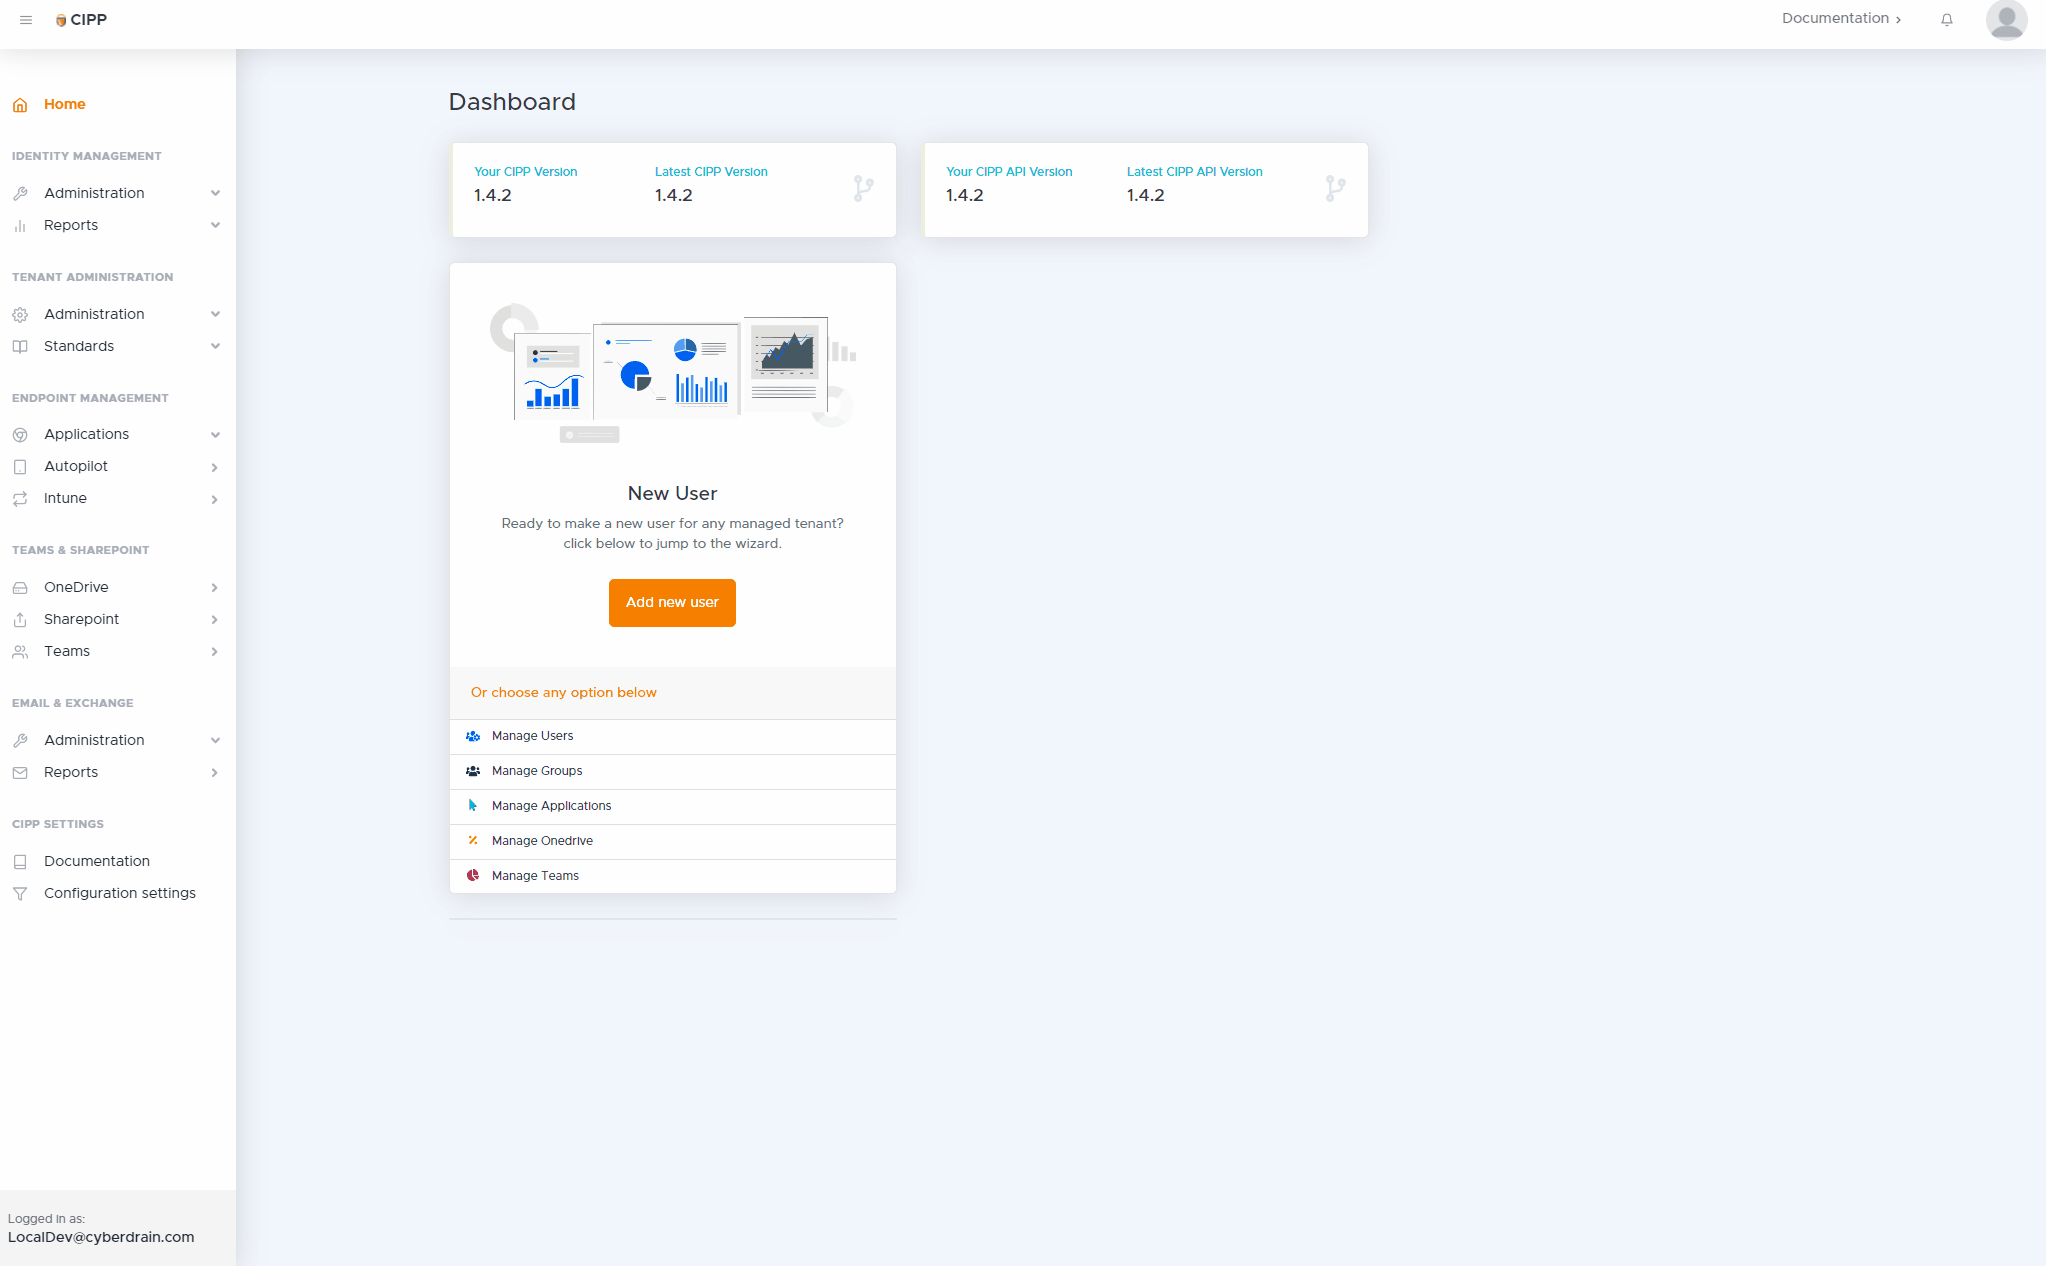 CIPP
Documentation
Home
IDENTITY MANAGEMENT
Administration
Reports
TENANT ADMINISTRATION
Administration
Standards
ENDPOINT MANAGEMENT
Applications
Autopilot
Intune
TEAMS & SHAREPOINT
OneDrive
Sharepoint
Teams
EMAIL & EXCHANGE
Administration
Reports
CIPP SETTINGS
Documentation
Configuration settings
Logged in as:
LocalDev@cyberdrain.com
Dashboard
Your CIPP Version
1.4.2
Latest CIPP Version
1.4.2
Your CIPP API Version
1.4.2
Latest CIPP API Version
1.4.2
New User
Ready to make a new user for any managed tenant?
click below to jump to the wizard.
Add new user
Or choose any option below
Manage Users
Manage Groups
Manage Applications
Manage Onedrive
Manage Teams